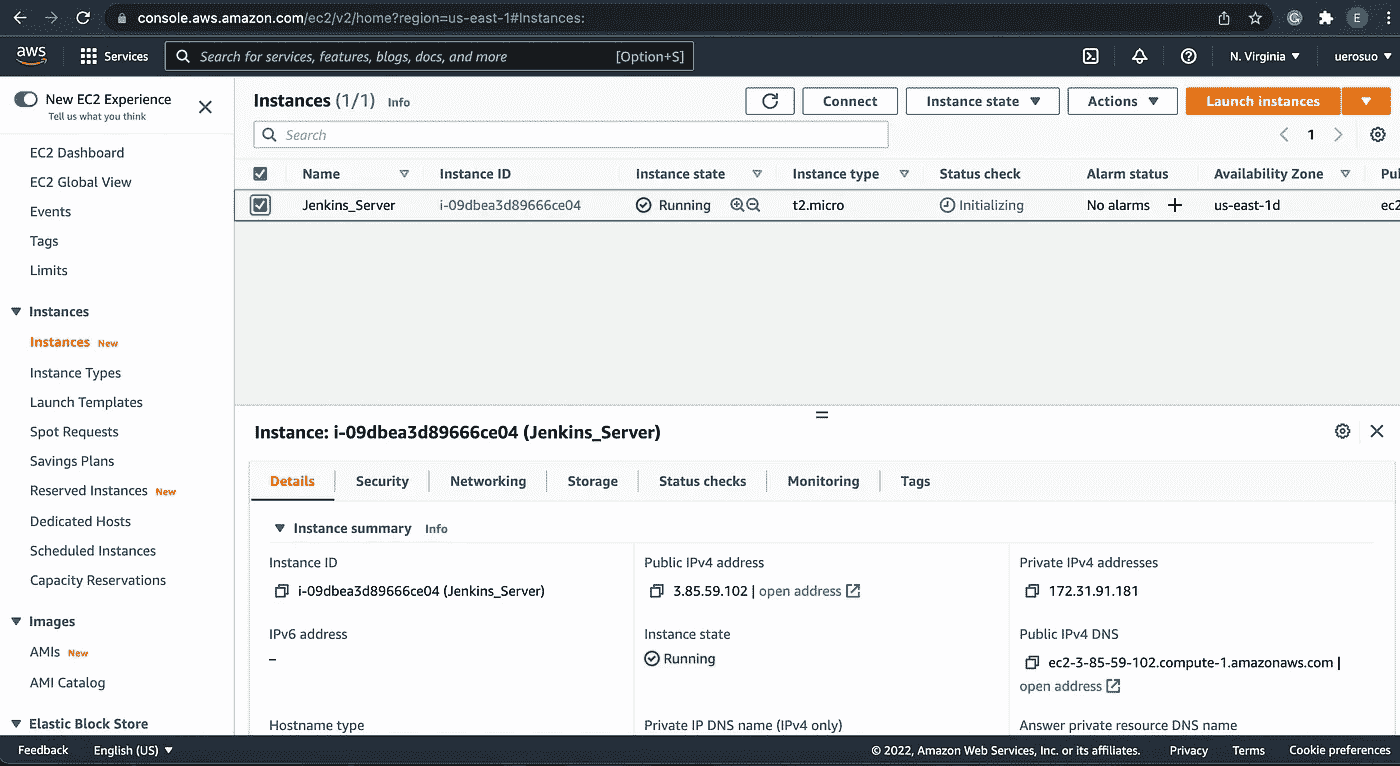 console.aws.amazon.com/ec2/v2/home?region=us-east-1#Instances:
E
aws
Services
Search for services, features, blogs, docs, and more [Option+S]
N. Virginia
uerosuo
New EC2 Experience
Tell us what you think
EC2 Dashboard
EC2 Global View
Events
Tags
Limits
Instances
Instances New
Instance Types
Launch Templates
Spot Requests
Savings Plans
Reserved Instances New
Dedicated Hosts
Scheduled Instances
Capacity Reservations
Images
AMIs New
AMI Catalog
Elastic Block Store
Instances (1/1) Info
Connect
Instance state
Actions
Launch instances
Search
1
Name Instance ID Instance state Instance type Status check Alarm status Availability Zone Pul
Jenkins_Server i-09dbea3d89666ce04 Running t2.micro Initializing No alarms + us-east-1d ec2
Instance: i-09dbea3d89666ce04 (Jenkins_Server)
Details Security Networking Storage Status checks Monitoring Tags
Instance summary Info
Instance ID
i-09dbea3d89666ce04 (Jenkins_Server)
Public IPv4 address
3.85.59.102 | open address
Private IPv4 addresses
172.31.91.181
IPv6 address
–
Instance state
Running
Public IPv4 DNS
ec2-3-85-59-102.compute-1.amazonaws.com |
open address
Hostname type
Private IP DNS name (IPv4 only)
Answer private resource DNS name
Feedback English (US) © 2022, Amazon Web Services, Inc. or its affiliates. Privacy Terms Cookie preferences